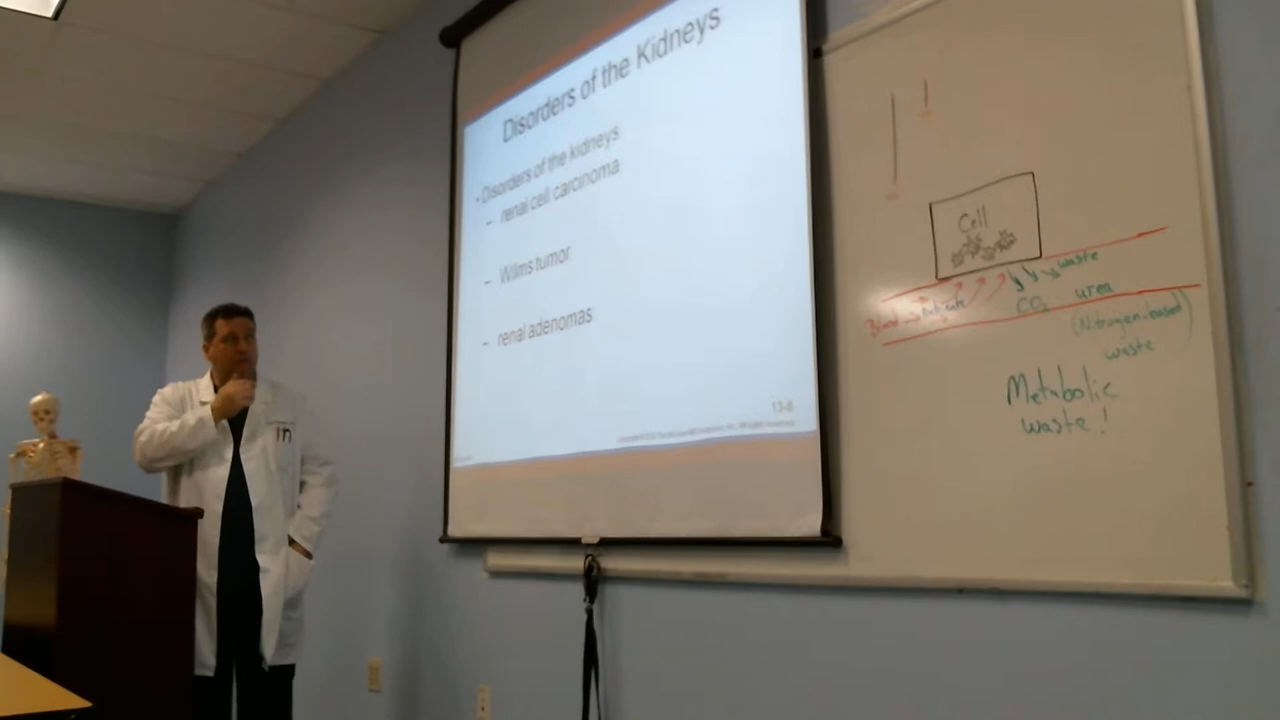 Disorders of the Kidneys
- Disorders of the kidneys
– renal cell carcinoma
– Wilms tumor
– renal adenomas
13-8
in
Cell
waste
Blood →
CO₂ urea
(Nitrogen-based)
waste
Metabolic
waste!